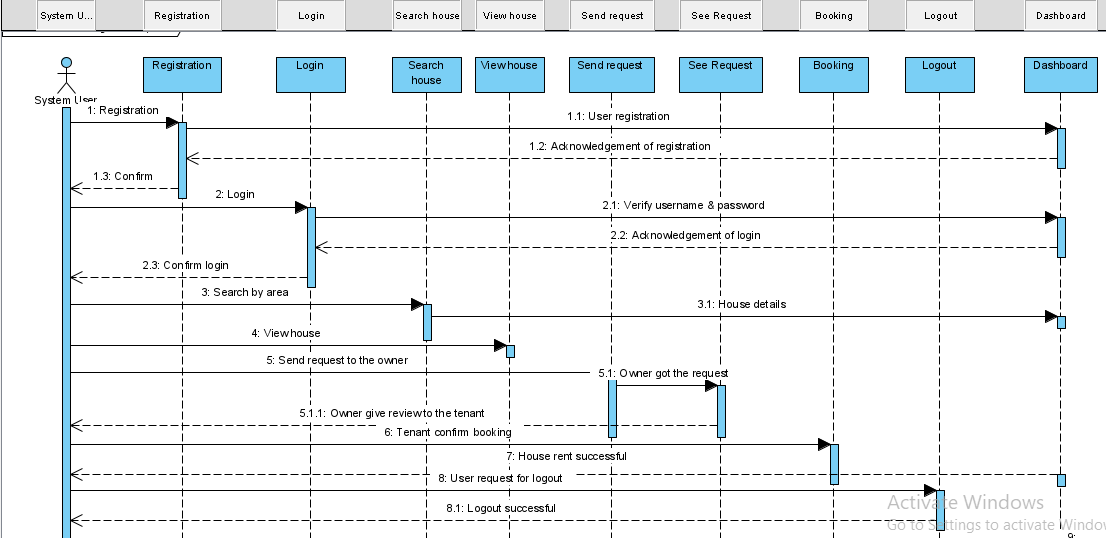 System U... Registration Login Search house View house Send request See Request Booking Logout Dashboard
Registration Login Search house View house Send request See Request Booking Logout Dashboard
System User
1: Registration
1.1: User registration
1.2: Acknowledgement of registration
1.3: Confirm
2: Login
2.1: Verify username & password
2.2: Acknowledgement of login
2.3: Confirm login
3: Search by area
3.1: House details
4: View house
5: Send request to the owner
5.1: Owner got the request
5.1.1: Owner give review to the tenant
6: Tenant confirm booking
7: House rent successful
8: User request for logout
8.1: Logout successful
Activate Windows
Go to Settings to activate Windows
9: